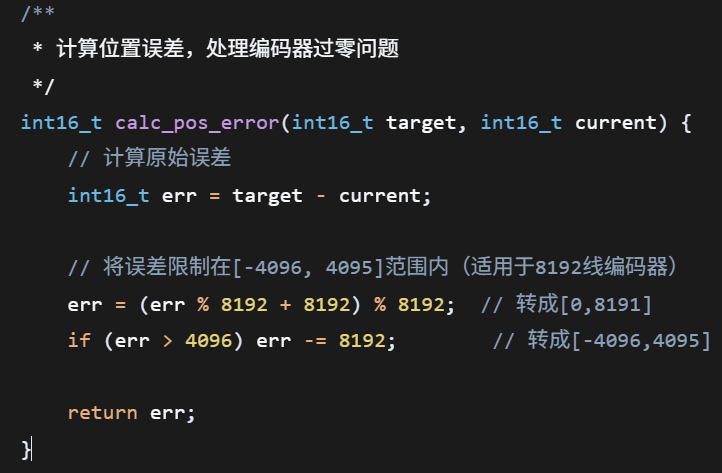 /**
 * 计算位置误差，处理编码器过零问题
 */
int16_t calc_pos_error(int16_t target, int16_t current) {
    // 计算原始误差
    int16_t err = target - current;

    // 将误差限制在[-4096, 4095]范围内（适用于8192线编码器）
    err = (err % 8192 + 8192) % 8192;  // 转成[0,8191]
    if (err > 4096) err -= 8192;        // 转成[-4096,4095]

    return err;
}